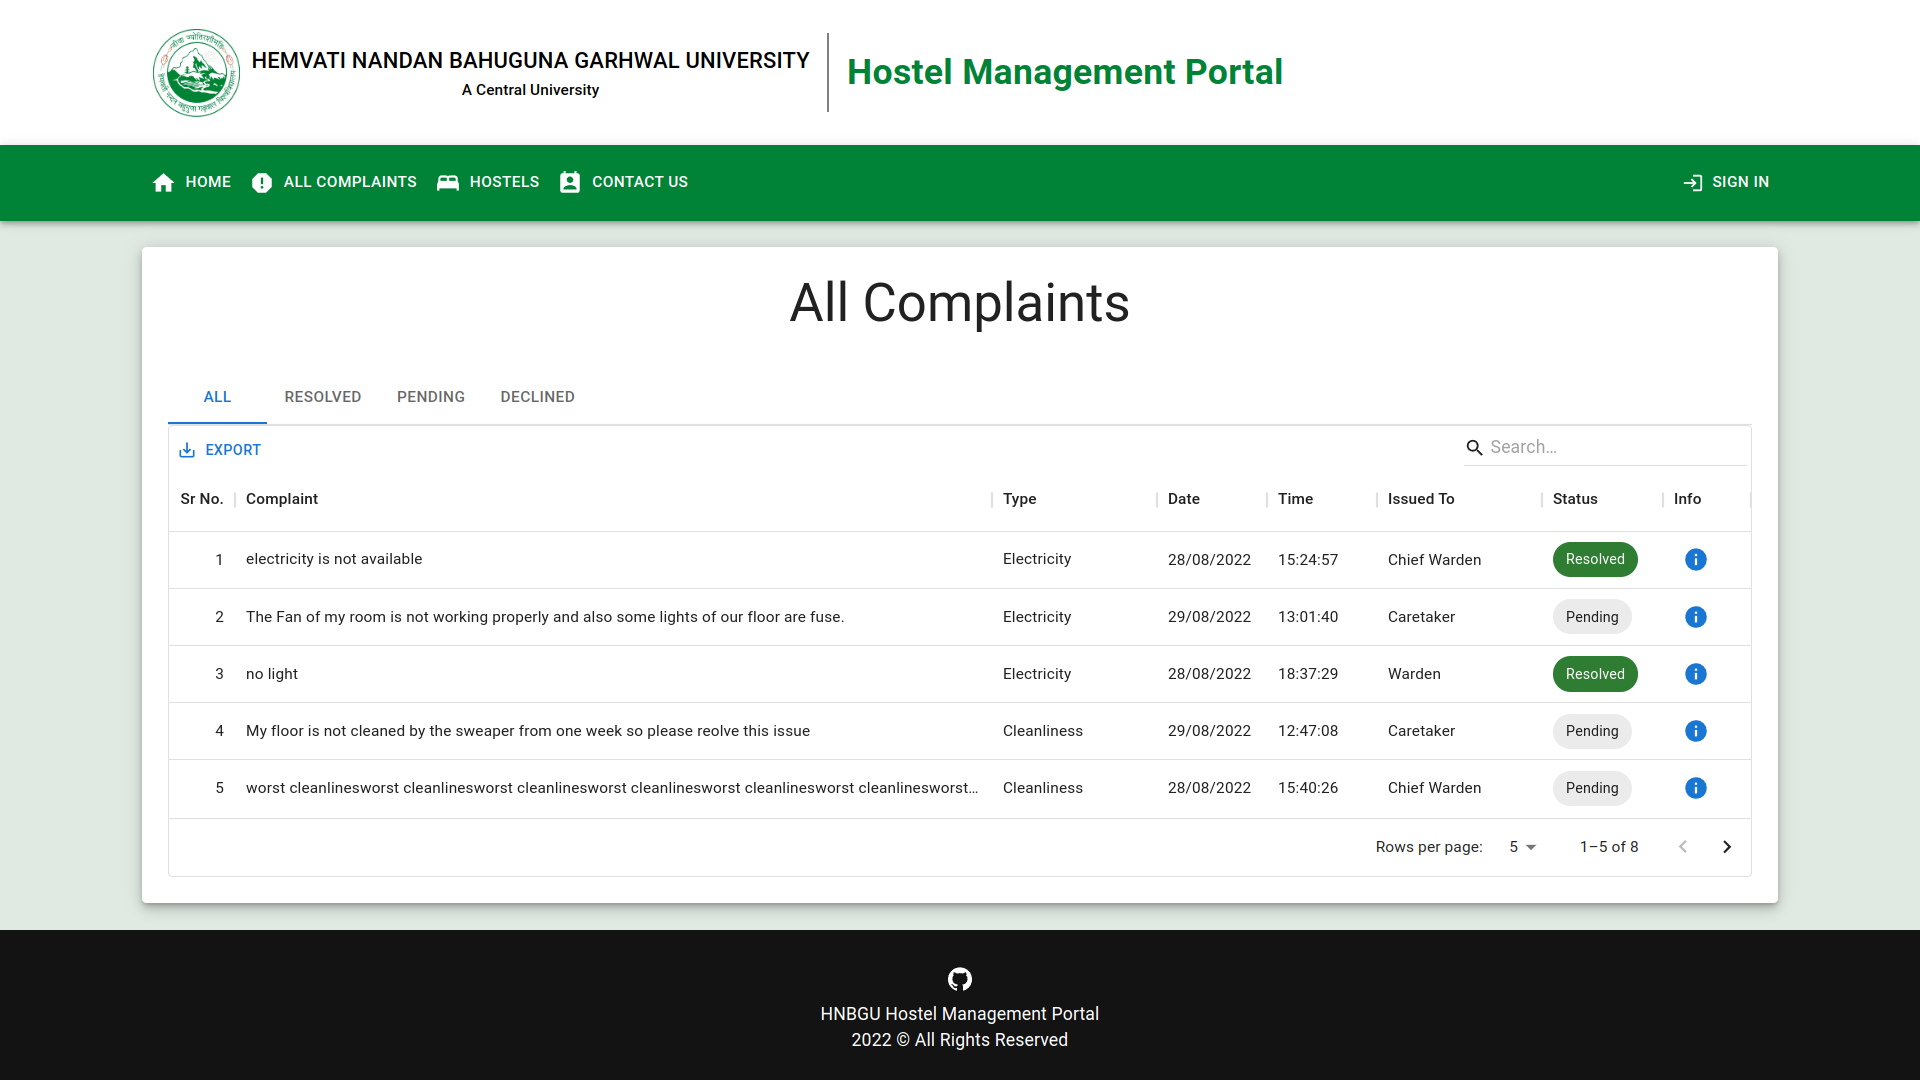 HEMVATI NANDAN BAHUGUNA GARHWAL UNIVERSITY
A Central University
Hostel Management Portal
HOME
ALL COMPLAINTS
HOSTELS
CONTACT US
SIGN IN
All Complaints
ALL
RESOLVED
PENDING
DECLINED
EXPORT
Search…
Sr No. Complaint Type Date Time Issued To Status Info
1 electricity is not available Electricity 28/08/2022 15:24:57 Chief Warden Resolved
2 The Fan of my room is not working properly and also some lights of our floor are fuse. Electricity 29/08/2022 13:01:40 Caretaker Pending
3 no light Electricity 28/08/2022 18:37:29 Warden Resolved
4 My floor is not cleaned by the sweaper from one week so please reolve this issue Cleanliness 29/08/2022 12:47:08 Caretaker Pending
5 worst cleanlinesworst cleanlinesworst cleanlinesworst cleanlinesworst cleanlinesworst cleanlinesworst… Cleanliness 28/08/2022 15:40:26 Chief Warden Pending
Rows per page: 5 1–5 of 8
HNBGU Hostel Management Portal
2022 © All Rights Reserved